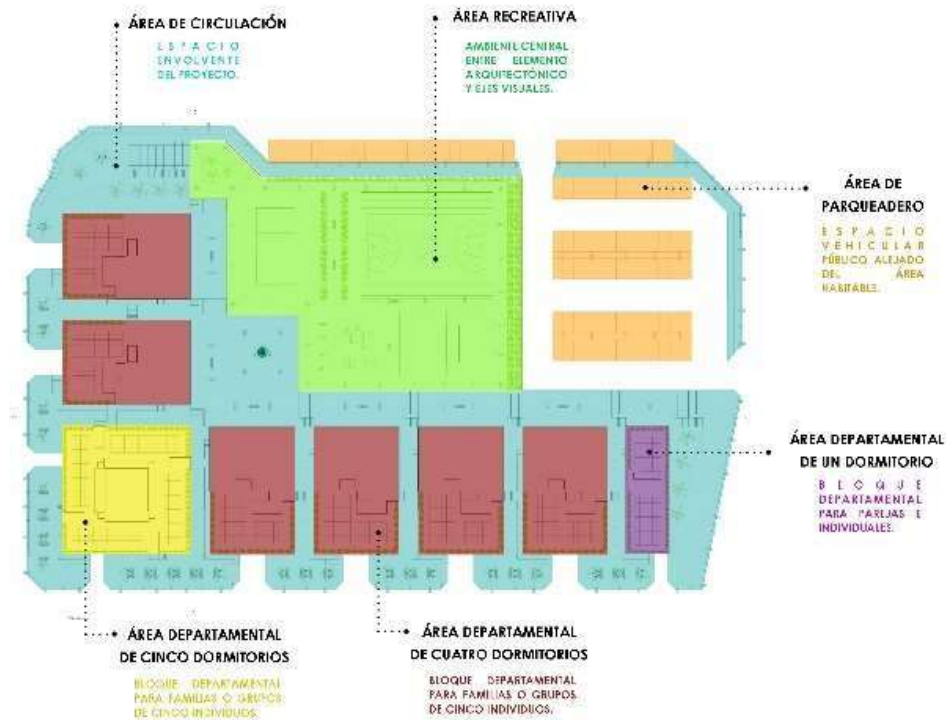 ÁREA DE CIRCULACIÓN
ESPACIO
ENVOLVENTE
DEL PROYECTO.
ÁREA RECREATIVA
AMBIENTE CENTRAL
ENTRE ELEMENTO
ARQUITECTÓNICO
Y EJES VISUALES.
ÁREA DE
PARQUEADERO
ESPACIO
VEHICULAR
PÚBLICO ALEJADO
DEL ÁREA
HABITABLE.
ÁREA DEPARTAMENTAL
DE UN DORMITORIO
BLOQUE
DEPARTAMENTAL
PARA PAREJAS E
INDIVIDUALES.
ÁREA DEPARTAMENTAL
DE CINCO DORMITORIOS
BLOQUE DEPARTAMENTAL
PARA FAMILIAS O GRUPOS
DE CINCO INDIVIDUOS.
ÁREA DEPARTAMENTAL
DE CUATRO DORMITORIOS
BLOQUE DEPARTAMENTAL
PARA FAMILIAS O GRUPOS
DE CINCO INDIVIDUOS.